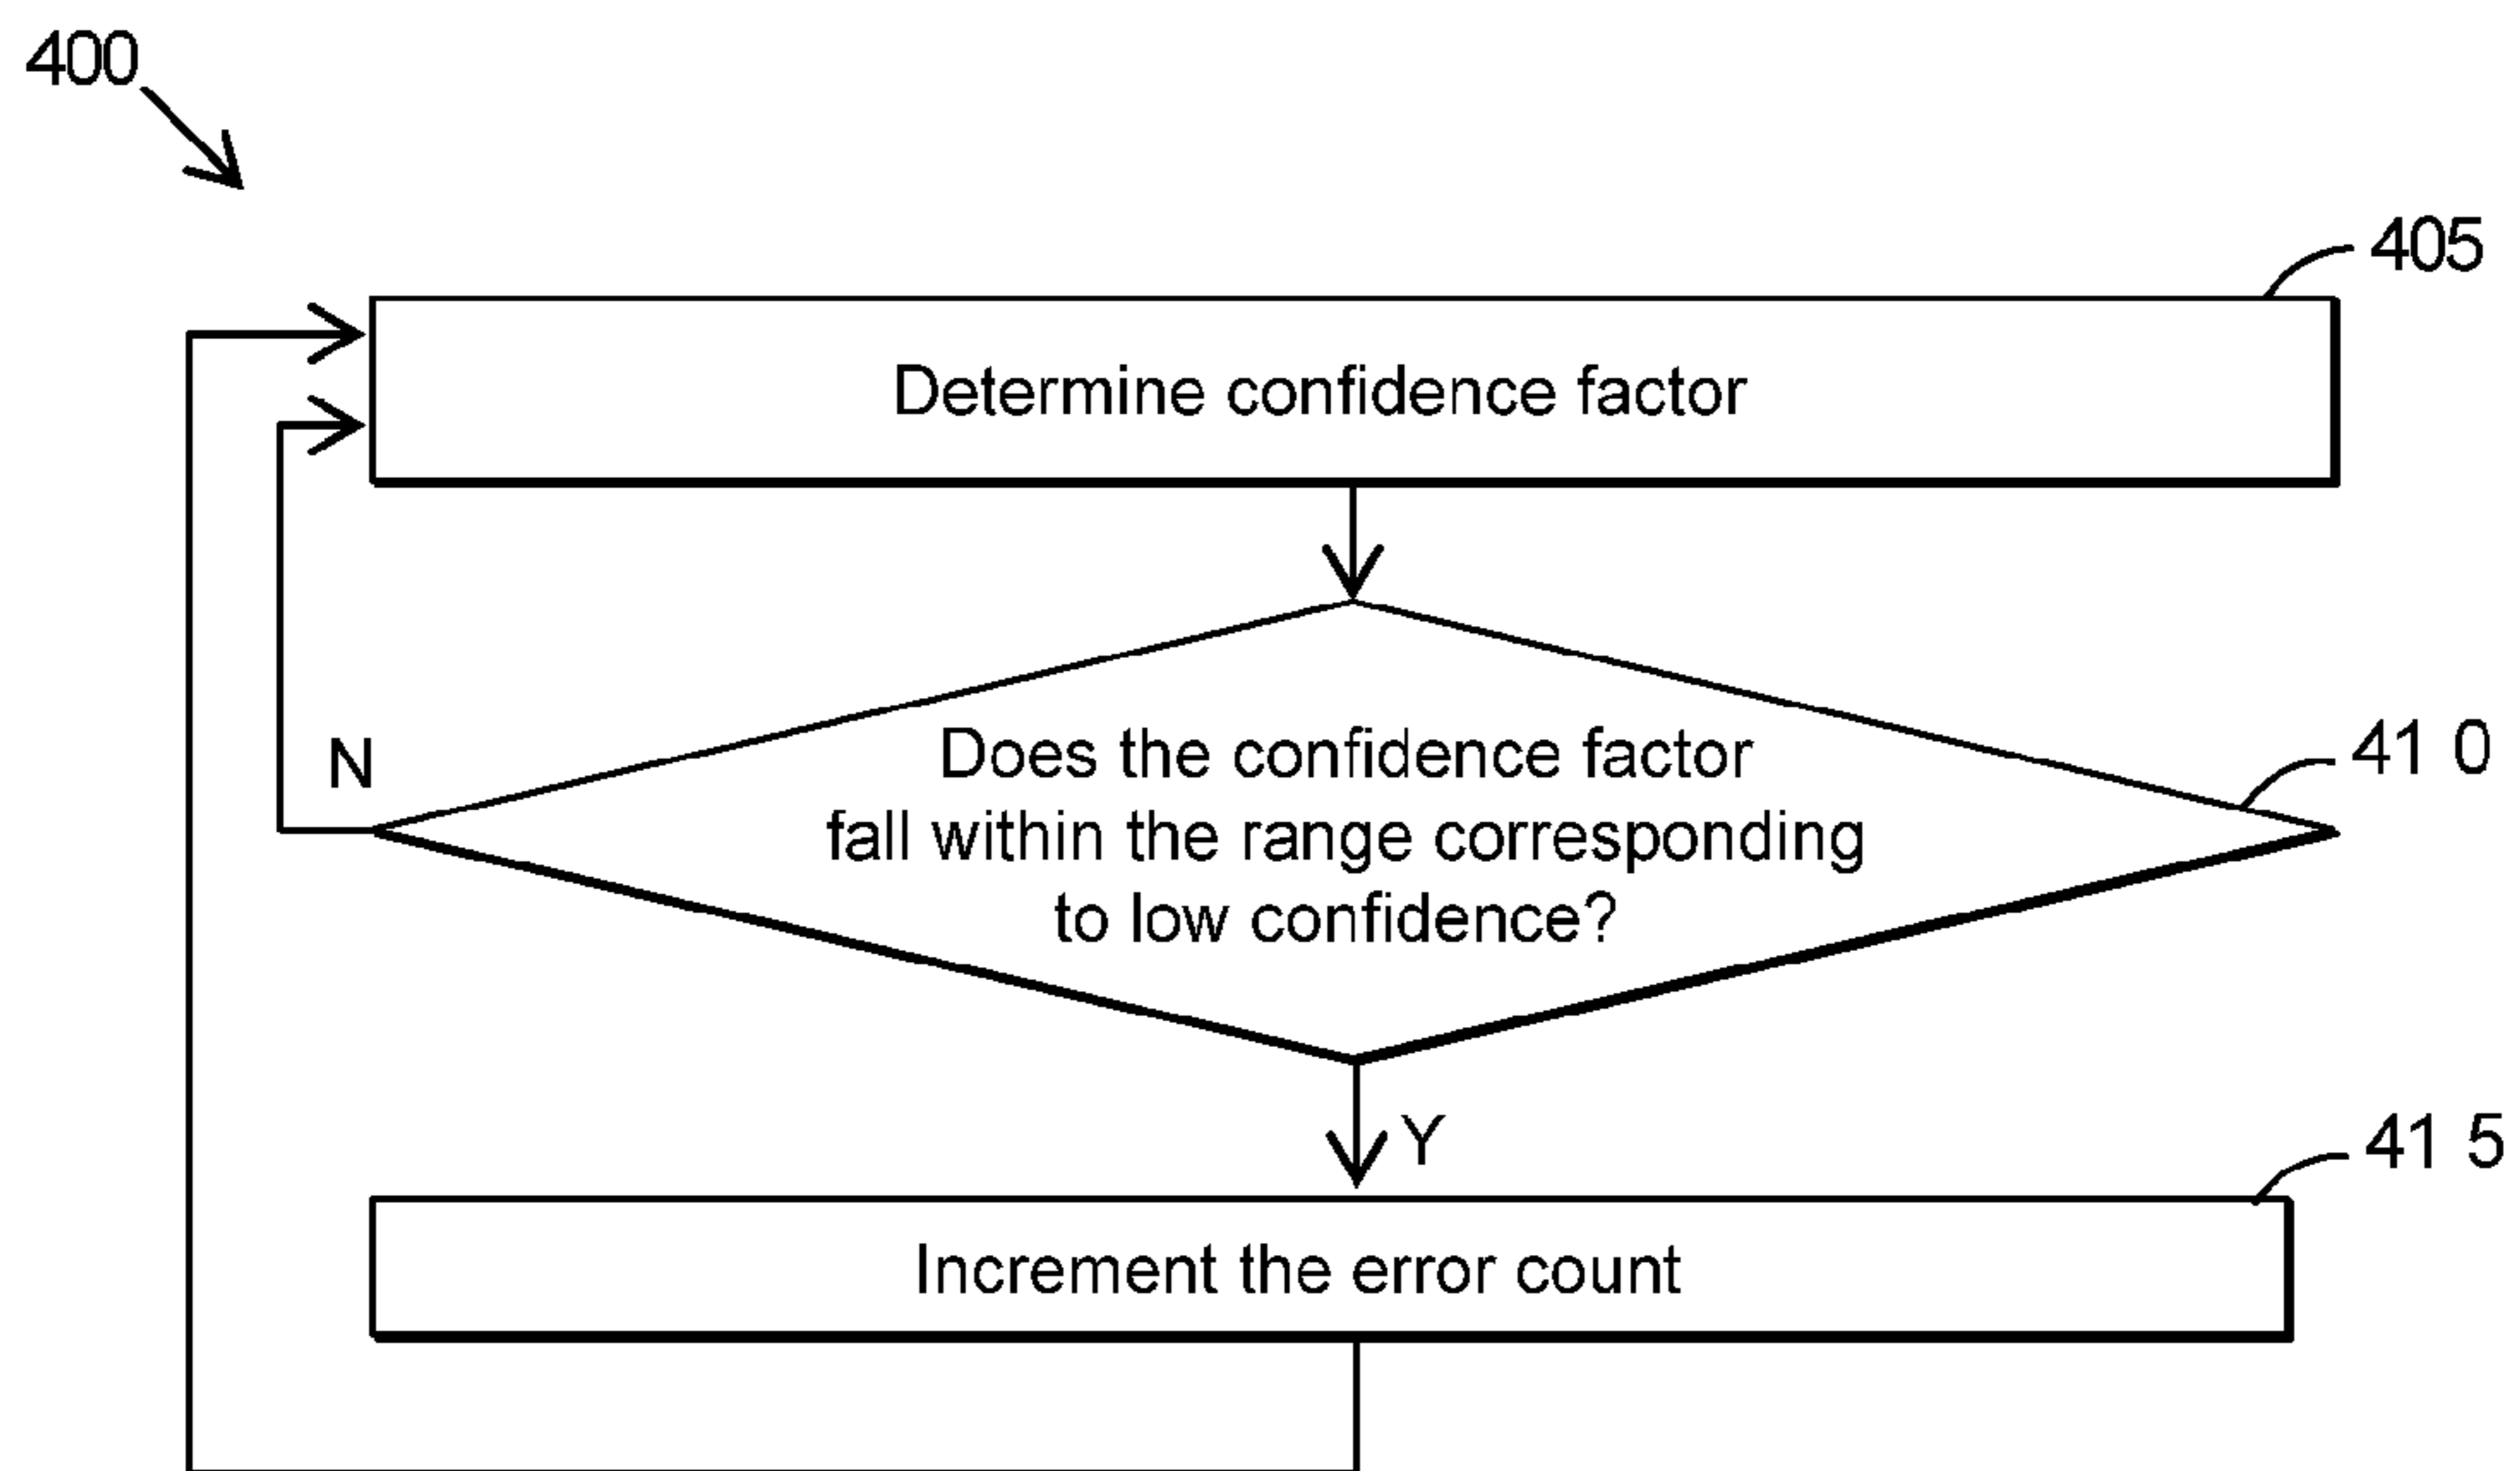 400
405
Determine confidence factor
Does the confidence factor
fall within the range corresponding
to low confidence?
N
41 0
Y
41 5
Increment the error count